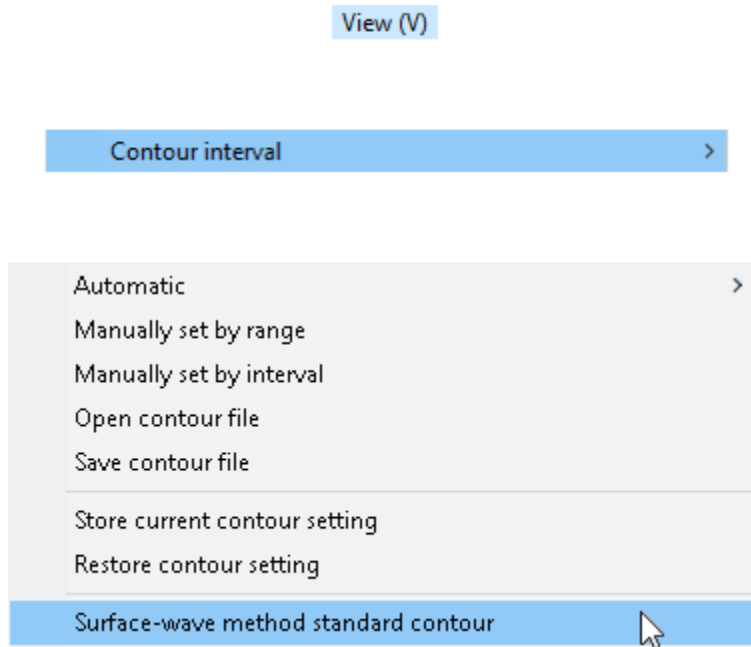 View (V)
Contour interval
Automatic
Manually set by range
Manually set by interval
Open contour file
Save contour file
Store current contour setting
Restore contour setting
Surface-wave method standard contour